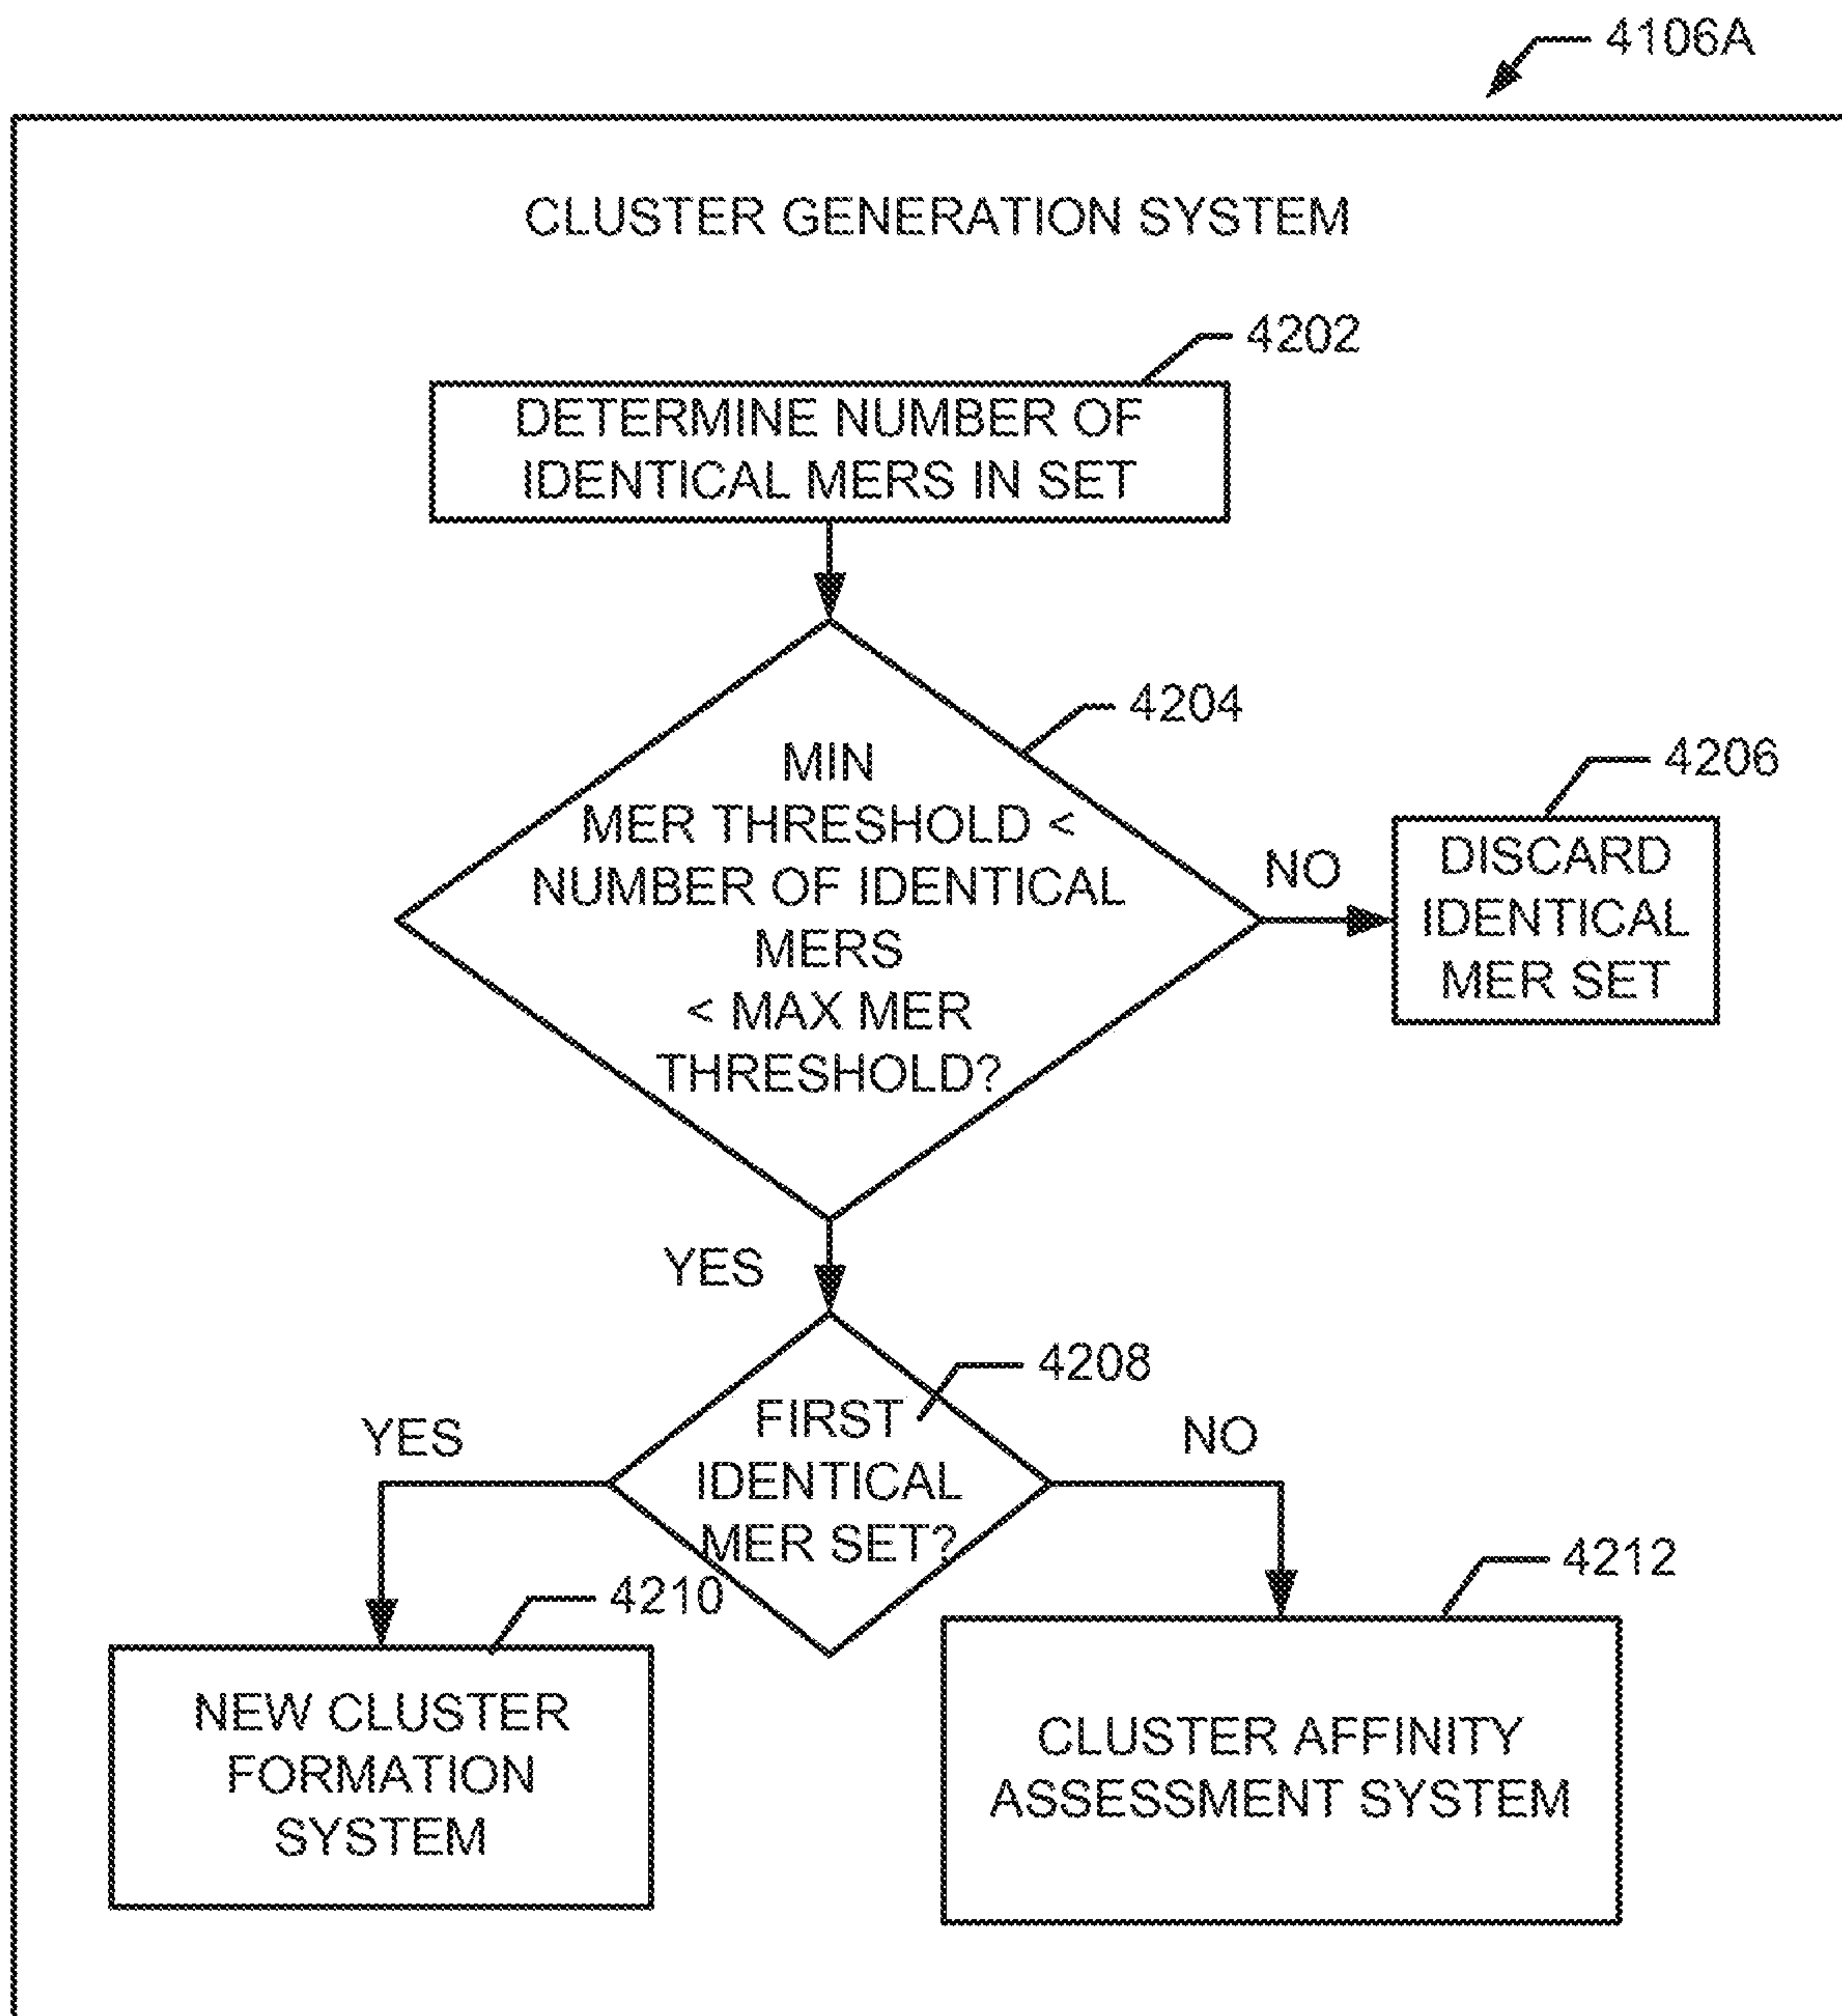 4106A
CLUSTER GENERATION SYSTEM
4202
DETERMINE NUMBER OF
IDENTICAL MERS IN SET
4204
MIN
MER THRESHOLD <
NUMBER OF IDENTICAL
MERS
< MAX MER
THRESHOLD?
4206
NO
DISCARD
IDENTICAL
MER SET
YES
4208
FIRST
IDENTICAL
MER SET?
YES
NO
4210
NEW CLUSTER
FORMATION
SYSTEM
4212
CLUSTER AFFINITY
ASSESSMENT SYSTEM